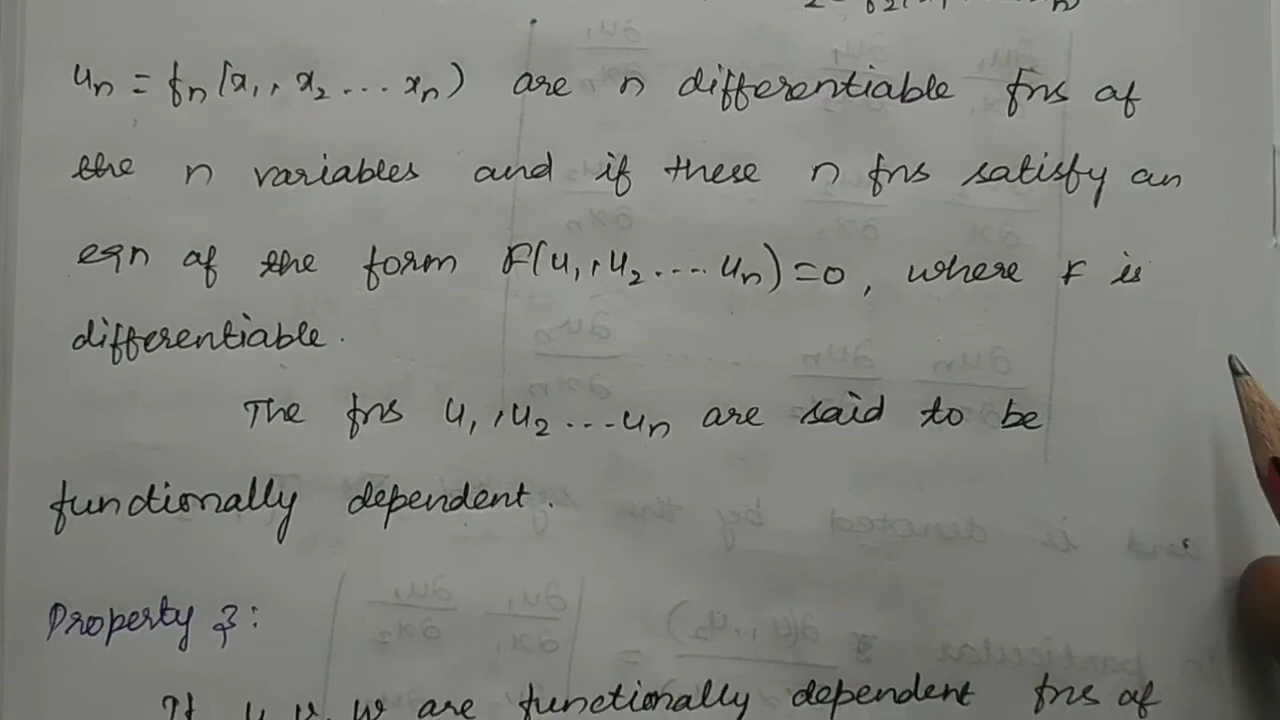 un = fn(x1, x2 ... xn) are n differentiable fns of
the n variables and if these n fns satisfy an
eqn of the form F(u1, u2 .... un) = 0, where F is
differentiable.
The fns u1, u2 ... un are said to be
functionally dependent.
Property 3:
If u, v, w are functionally dependent fns of